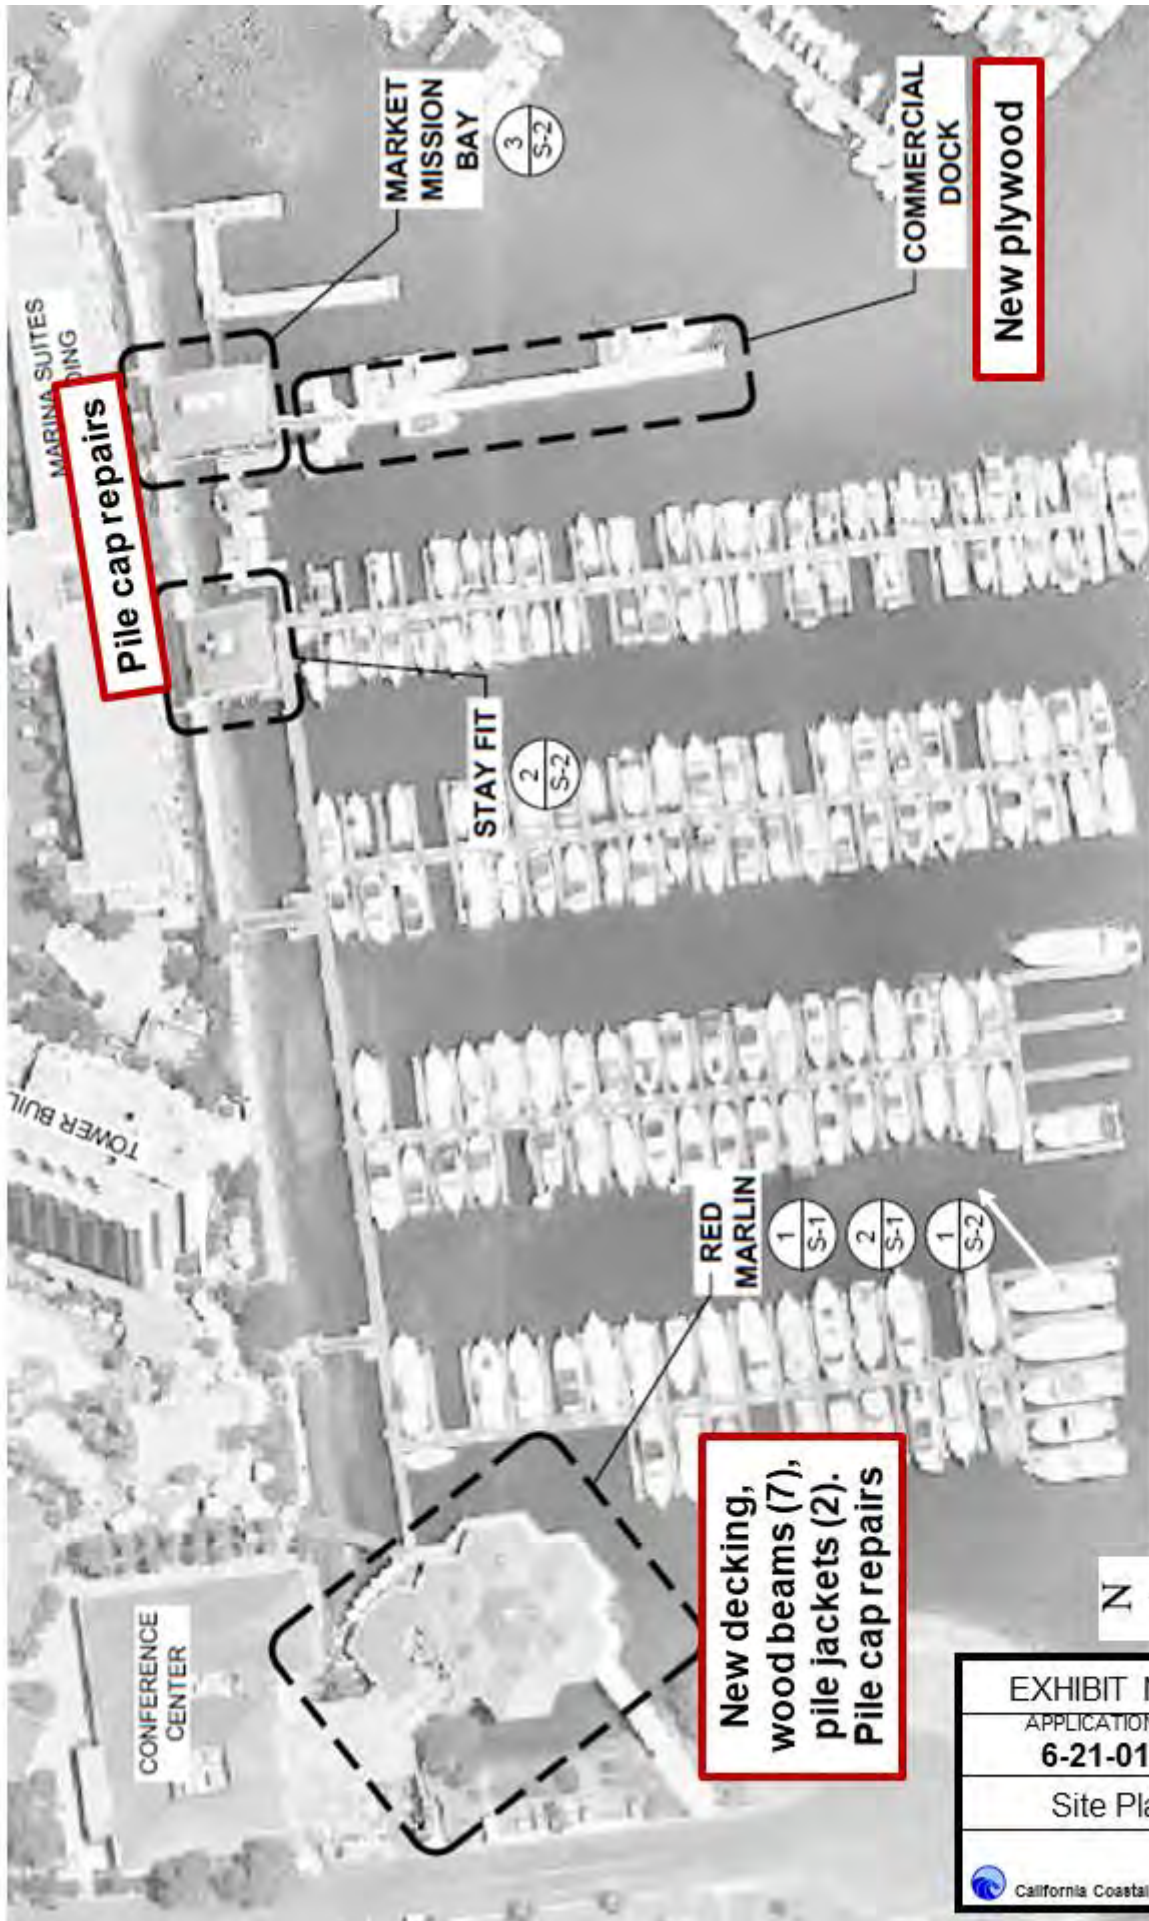 MARINA SUITES
DING
Pile cap repairs
MARKET
MISSION
BAY
3
S-2
COMMERCIAL
DOCK
New plywood
STAY FIT
2
S-2
TOWER BUIL
RED
MARLIN
1
S-1
2
S-1
1
S-2
CONFERENCE
CENTER
New decking,
wood beams (7),
pile jackets (2).
Pile cap repairs
N
EXHIBIT N
APPLICATION
6-21-01
Site Pla
California Coastal